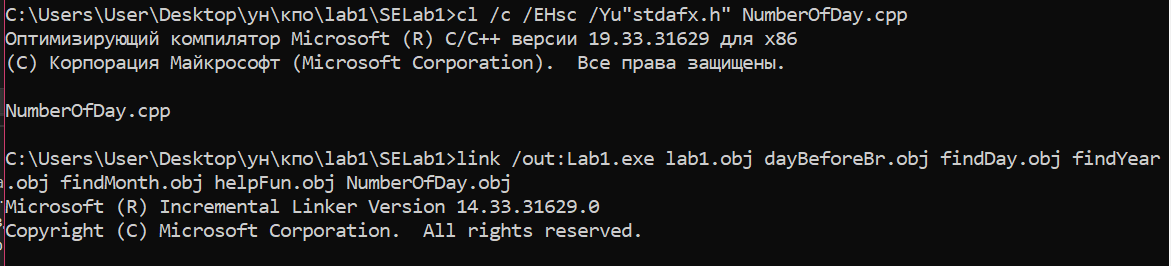 C:\Users\User\Desktop\ун\кпо\lab1\SELab1>cl /c /EHsc /Yu"stdafx.h" NumberOfDay.cpp
Оптимизирующий компилятор Microsoft (R) C/C++ версии 19.33.31629 для x86
(C) Корпорация Майкрософт (Microsoft Corporation).  Все права защищены.
NumberOfDay.cpp
C:\Users\User\Desktop\ун\кпо\lab1\SELab1>link /out:Lab1.exe lab1.obj dayBeforeBr.obj findDay.obj findYear
.obj findMonth.obj helpFun.obj NumberOfDay.obj
Microsoft (R) Incremental Linker Version 14.33.31629.0
Copyright (C) Microsoft Corporation.  All rights reserved.